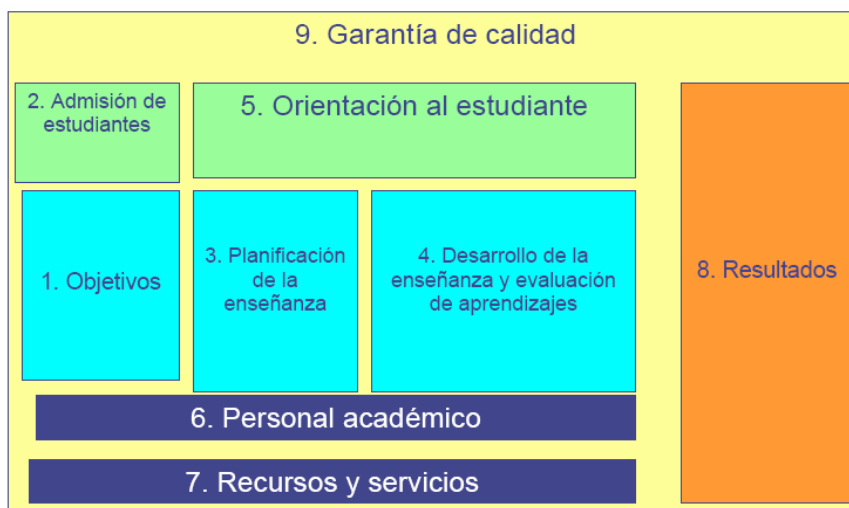 9. Garantía de calidad
2. Admisión de
estudiantes
5. Orientación al estudiante
1. Objetivos
3. Planificación
de la
enseñanza
4. Desarrollo de la
enseñanza y evaluación
de aprendizajes
8. Resultados
6. Personal académico
7. Recursos y servicios